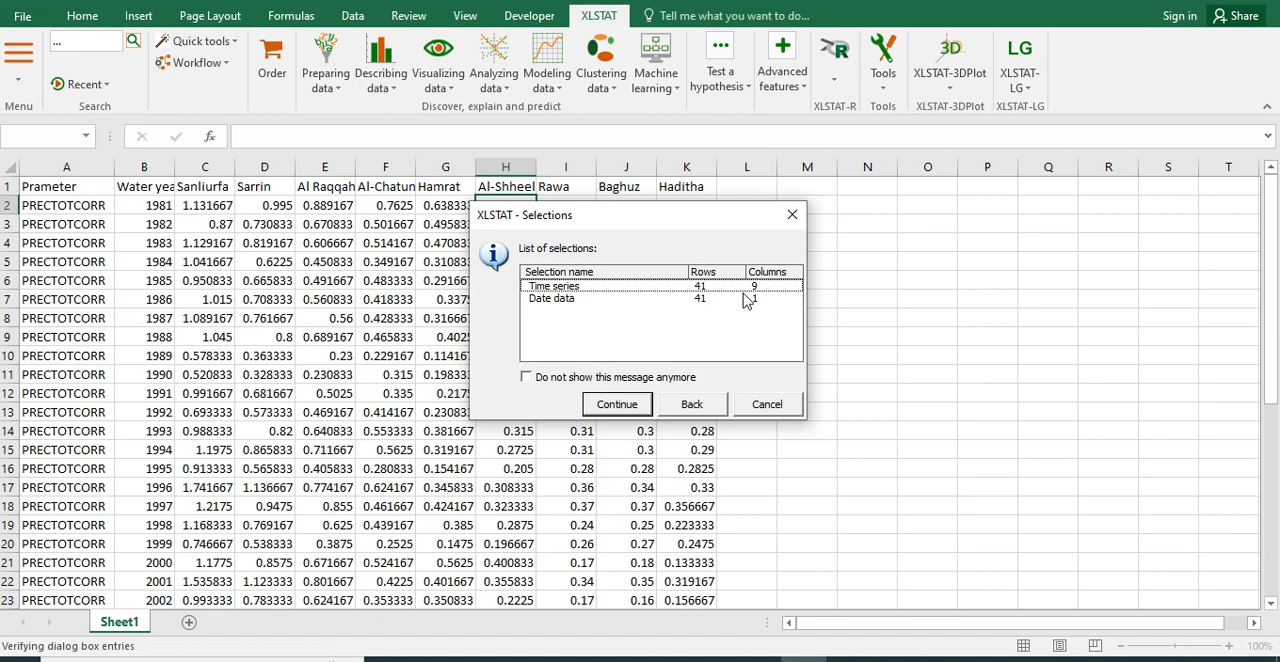 File Home Insert Page Layout Formulas Data Review View Developer XLSTAT Tell me what you want to do... Sign in Share
... Quick tools Workflow Recent Order Preparing data Describing data Visualizing data Analyzing data Modeling data Clustering data Machine learning Test a hypothesis Advanced features Tools 3D XLSTAT-3DPlot LG XLSTAT-LG
Menu Search Discover, explain and predict XLSTAT-R Tools XLSTAT-3DPlot XLSTAT-LG
fx
A B C D E F G H I J K L M N O P Q R S T
1 Prameter Water yea Sanliurfa Sarrin Al Raqqah Al-Chatun Hamrat Al-Shheel Rawa Baghuz Haditha
2 PRECTOTCORR 1981 1.131667 0.995 0.889167 0.7625 0.63833
3 PRECTOTCORR 1982 0.87 0.730833 0.670833 0.501667 0.49583
4 PRECTOTCORR 1983 1.129167 0.819167 0.606667 0.514167 0.47083
5 PRECTOTCORR 1984 1.041667 0.6225 0.450833 0.349167 0.31083
6 PRECTOTCORR 1985 0.950833 0.665833 0.491667 0.483333 0.29166
7 PRECTOTCORR 1986 1.015 0.708333 0.560833 0.418333 0.337
8 PRECTOTCORR 1987 1.089167 0.761667 0.56 0.428333 0.31666
9 PRECTOTCORR 1988 1.045 0.8 0.689167 0.465833 0.402
10 PRECTOTCORR 1989 0.578333 0.363333 0.23 0.229167 0.11416
11 PRECTOTCORR 1990 0.520833 0.328333 0.230833 0.315 0.19833
12 PRECTOTCORR 1991 0.991667 0.681667 0.5025 0.335 0.217
13 PRECTOTCORR 1992 0.693333 0.573333 0.469167 0.414167 0.23083
14 PRECTOTCORR 1993 0.988333 0.82 0.640833 0.553333 0.381667 0.315 0.31 0.3 0.28
15 PRECTOTCORR 1994 1.1975 0.865833 0.711667 0.5625 0.319167 0.2725 0.31 0.3 0.29
16 PRECTOTCORR 1995 0.913333 0.565833 0.405833 0.280833 0.154167 0.205 0.28 0.28 0.2825
17 PRECTOTCORR 1996 1.741667 1.136667 0.774167 0.624167 0.345833 0.308333 0.36 0.34 0.33
18 PRECTOTCORR 1997 1.2175 0.9475 0.855 0.461667 0.424167 0.323333 0.37 0.37 0.356667
19 PRECTOTCORR 1998 1.168333 0.769167 0.625 0.439167 0.385 0.2875 0.24 0.25 0.223333
20 PRECTOTCORR 1999 0.746667 0.538333 0.3875 0.2525 0.1475 0.196667 0.26 0.27 0.2475
21 PRECTOTCORR 2000 1.1775 0.8575 0.671667 0.524167 0.5625 0.400833 0.17 0.18 0.133333
22 PRECTOTCORR 2001 1.535833 1.123333 0.801667 0.4225 0.401667 0.355833 0.34 0.35 0.319167
23 PRECTOTCORR 2002 0.993333 0.783333 0.624167 0.353333 0.350833 0.2225 0.17 0.16 0.156667
XLSTAT - Selections
List of selections:
Selection name Rows Columns
Time series 41 9
Date data 41 1
Do not show this message anymore
Continue Back Cancel
Sheet1
Verifying dialog box entries 100%